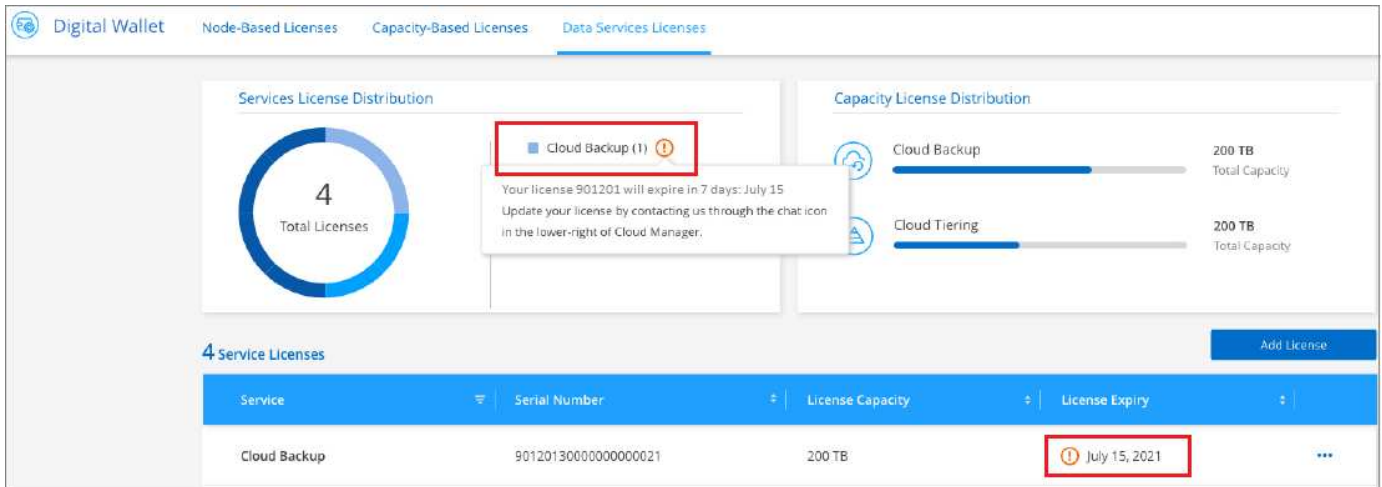 Digital Wallet
Node-Based Licenses
Capacity-Based Licenses
Data Services Licenses
Services License Distribution
4
Total Licenses
Cloud Backup (1)
Your license 901201 will expire in 7 days: July 15
Update your license by contacting us through the chat icon
in the lower-right of Cloud Manager.
Capacity License Distribution
Cloud Backup
200 TB
Total Capacity
Cloud Tiering
200 TB
Total Capacity
4 Service Licenses
Add License
Service
Serial Number
License Capacity
License Expiry
Cloud Backup
90120130000000000021
200 TB
July 15, 2021